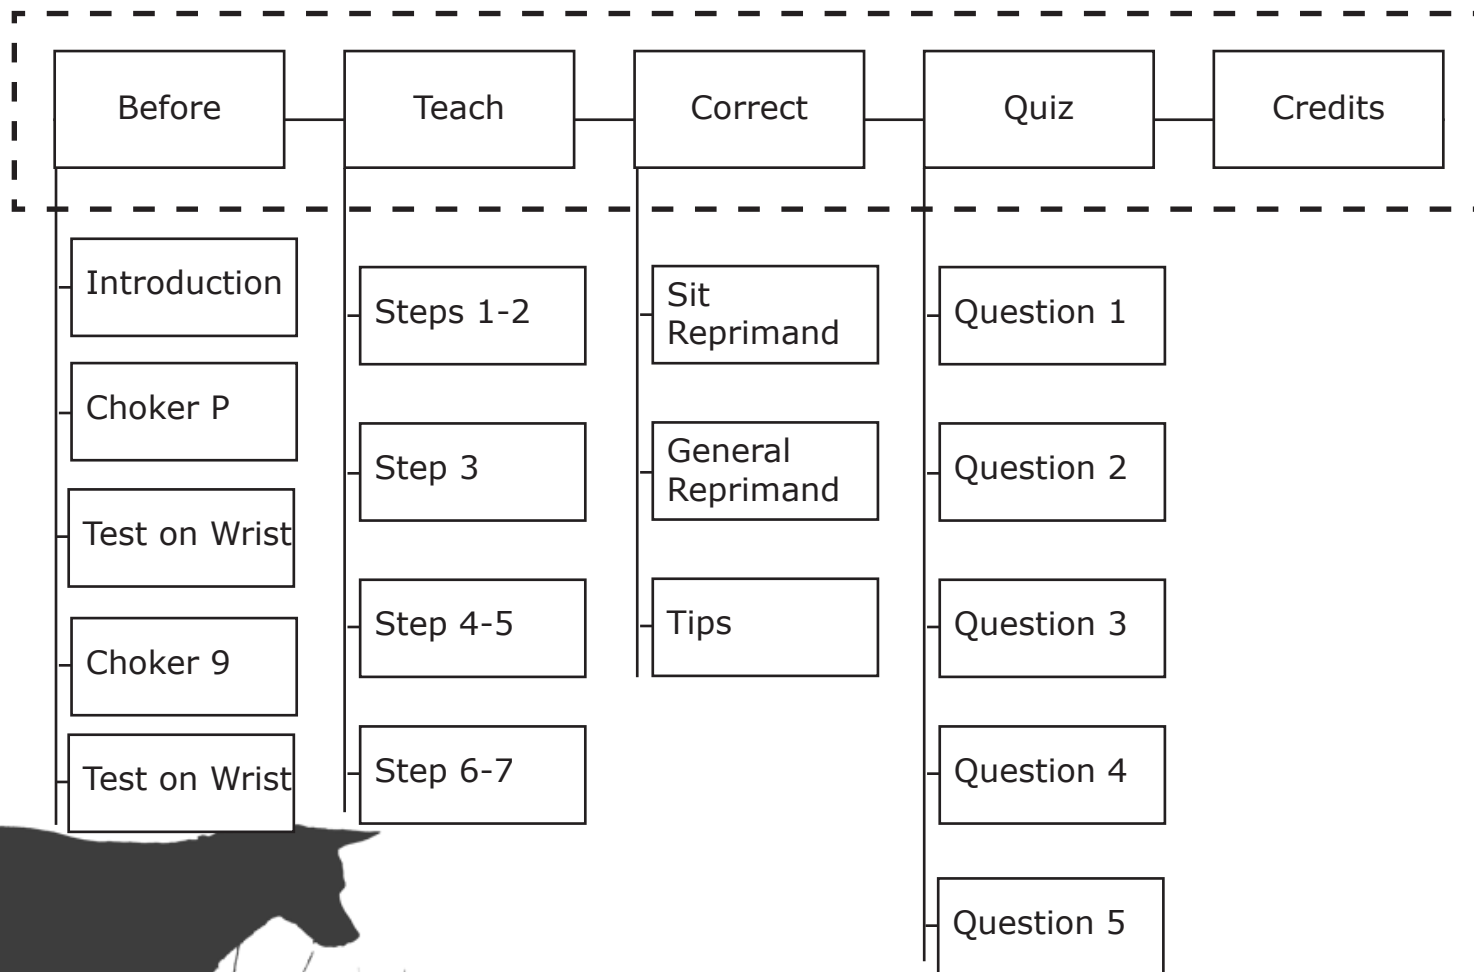 Before
Teach
Correct
Quiz
Credits
Introduction
Choker P
Test on Wrist
Choker 9
Test on Wrist
Steps 1-2
Step 3
Step 4-5
Step 6-7
Sit
Reprimand
General
Reprimand
Tips
Question 1
Question 2
Question 3
Question 4
Question 5